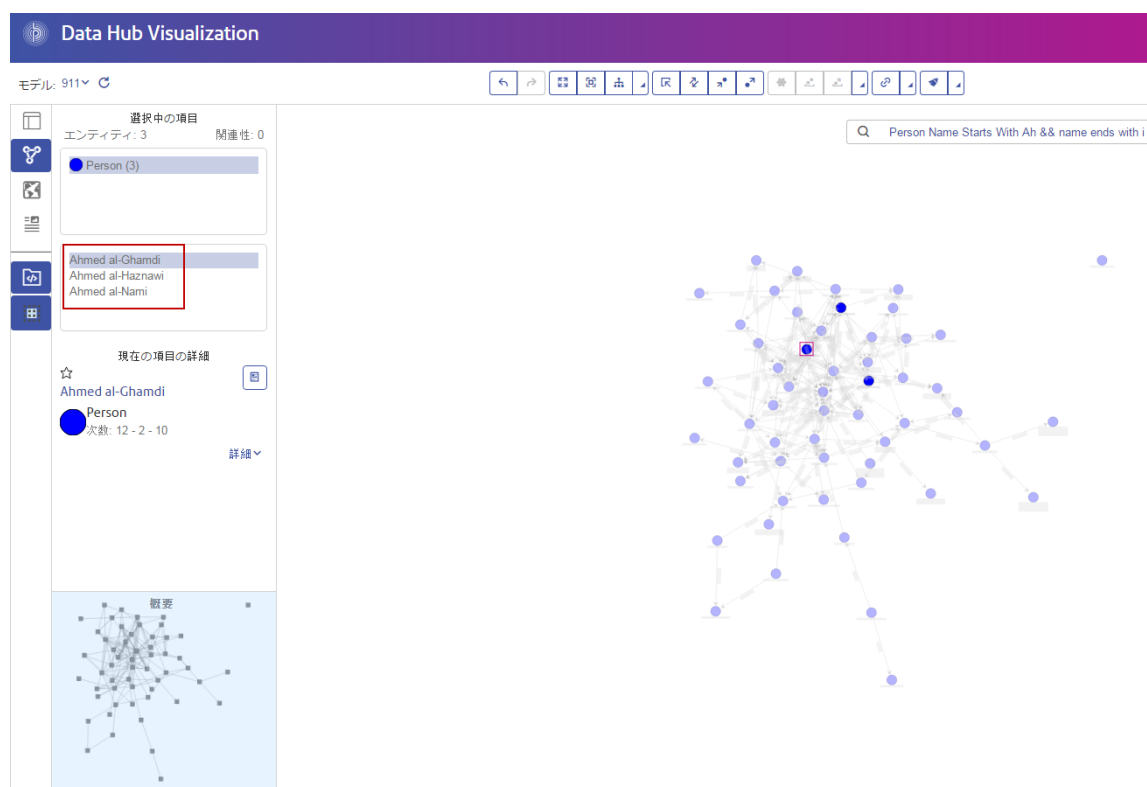 Data Hub Visualization
モデル: 911
選択中の項目
エンティティ: 3 関連性: 0
Person (3)
Person Name Starts With Ah && name ends with i
Ahmed al-Ghamdi
Ahmed al-Haznawi
Ahmed al-Nami
現在の項目の詳細
Ahmed al-Ghamdi
Person
次数: 12 - 2 - 10
詳細
概要